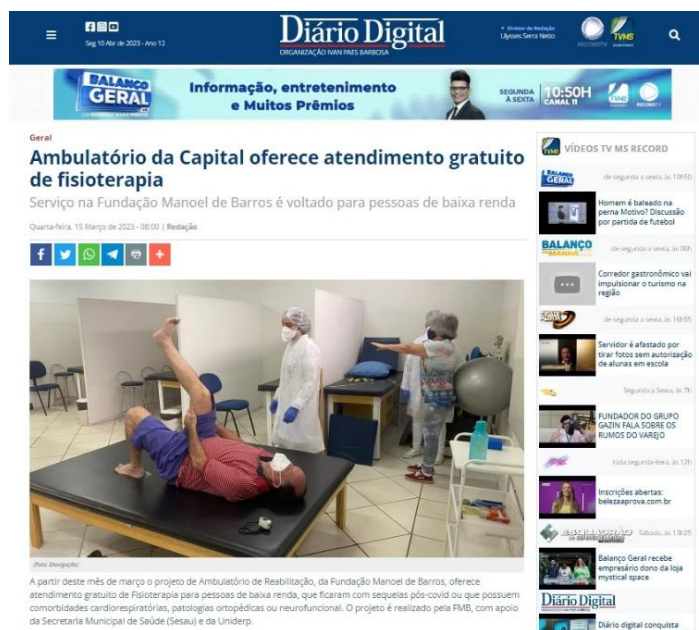 Seg 10 Abr de 2023 - Ano 12
Diário Digital
ORGANIZAÇÃO IVAN PAES BARBOSA
Diretor de Redação
Ulysses Serra Netto
RECORDTV
TVMS
BALANÇO
GERAL
Informação, entretenimento
e Muitos Prêmios
SEGUNDA
À SEXTA
10:50H
CANAL 11
Geral
Ambulatório da Capital oferece atendimento gratuito
de fisioterapia
Serviço na Fundação Manoel de Barros é voltado para pessoas de baixa renda
Quarta-feira, 15 Março de 2023 - 08:00 | Redação
(Foto: Divulgação)
A partir deste mês de março o projeto de Ambulatório de Reabilitação, da Fundação Manoel de Barros, oferece
atendimento gratuito de Fisioterapia para pessoas de baixa renda, que ficaram com sequelas pós-covid ou que possuem
comorbidades cardiorrespiratórias, patologias ortopédicas ou neurofuncional. O projeto é realizado pela FMB, com apoio
da Secretaria Municipal de Saúde (Sesau) e da Uniderp.
VÍDEOS TV MS RECORD
BALANÇO
GERAL
de segunda a sexta, às 10h50
Homem é baleado na
perna Motivo? Discussão
por partida de futebol
BALANÇO
MANHÃ
de segunda a sexta, às 06h
Corredor gastronômico vai
impulsionar o turismo na
região
de segunda a sexta, às 16h55
Servidor é afastado por
tirar fotos sem autorização
de alunas em escola
Segunda a Sexta, às 7h
FUNDADOR DO GRUPO
GAZIN FALA SOBRE OS
RUMOS DO VAREJO
toda segunda-feira, às 12h
Inscrições abertas:
belezaaprova.com.br
ESQUADRÃO
Sábado, às 19h25
Balanço Geral recebe
empresário dono da loja
mystical space
Diário Digital
Diário digital conquista